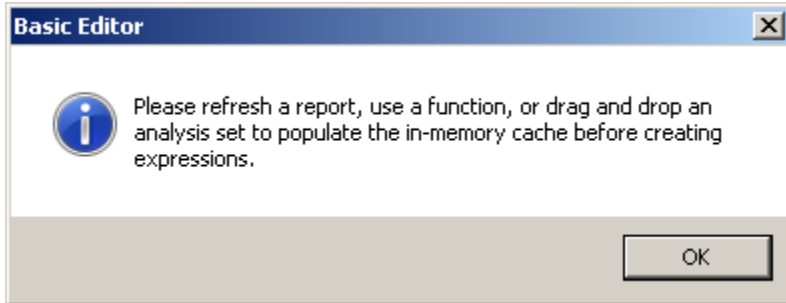 Basic Editor
Please refresh a report, use a function, or drag and drop an
analysis set to populate the in-memory cache before creating
expressions.
OK